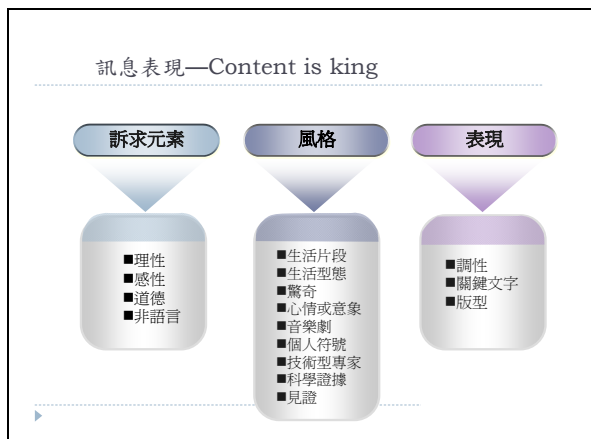 訊息表現—Content is king
訴求元素
■理性
■感性
■道德
■非語言
風格
■生活片段
■生活型態
■驚奇
■心情或意象
■音樂劇
■個人符號
■技術型專家
■科學證據
■見證
表現
■調性
■關鍵文字
■版型